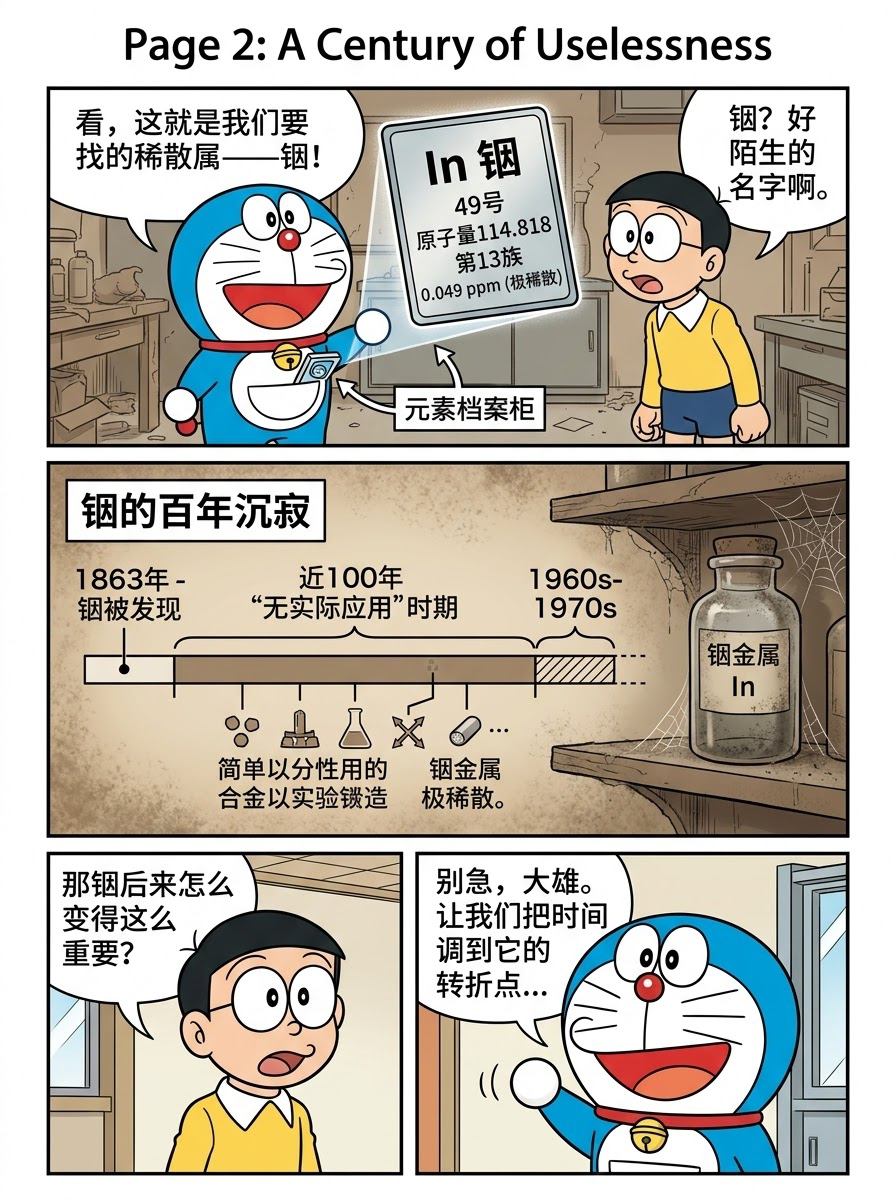 Page 2: A Century of Uselessness
看，这就是我们要
找的稀散属——铟！
In 铟
49号
原子量114.818
第13族
0.049 ppm (极稀散)
铟？好
陌生的
名字啊。
元素档案柜
铟的百年沉寂
1863年 -
铟被发现
近100年
“无实际应用”时期
1960s-
1970s
简单以分性用的
合金以实验镄造
铟金属
极稀散。
...
铟金属
In
那铟后来怎么
变得这么
重要？
别急，大雄。
让我们把时间
调到它的
转折点...